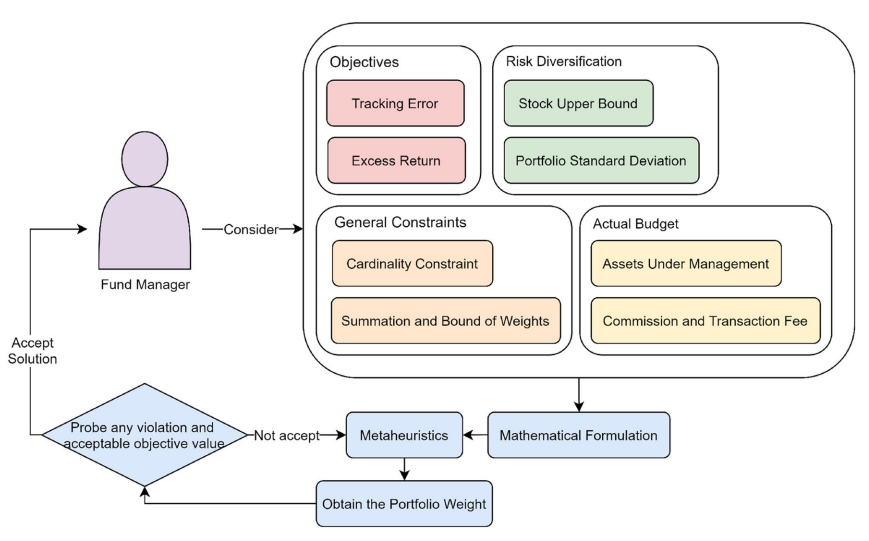 Objectives
Tracking Error
Excess Return
Risk Diversification
Stock Upper Bound
Portfolio Standard Deviation
General Constraints
Cardinality Constraint
Summation and Bound of Weights
Actual Budget
Assets Under Management
Commission and Transaction Fee
Consider
Fund Manager
Accept
Solution
Probe any violation and
acceptable objective value
Not accept
Metaheuristics
Mathematical Formulation
Obtain the Portfolio Weight